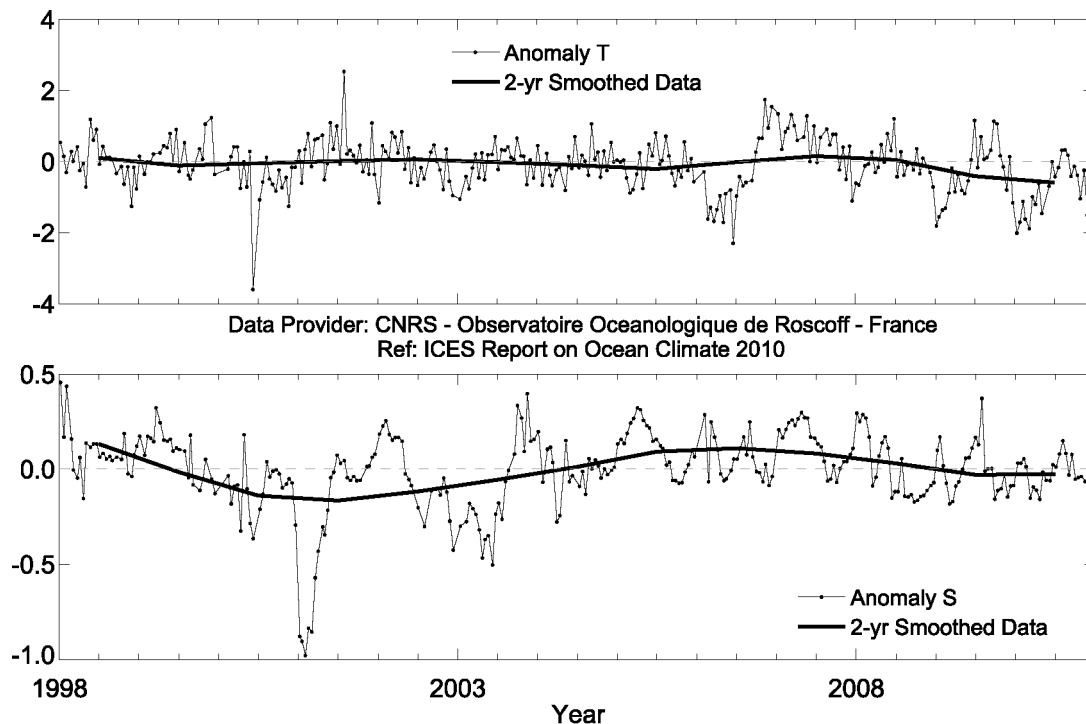 4
2
0
-2
-4
Anomaly T
2-yr Smoothed Data
Data Provider: CNRS - Observatoire Oceanologique de Roscoff - France
Ref: ICES Report on Ocean Climate 2010
0.5
0.0
-0.5
-1.0
Anomaly S
2-yr Smoothed Data
1998 2003 2008
Year